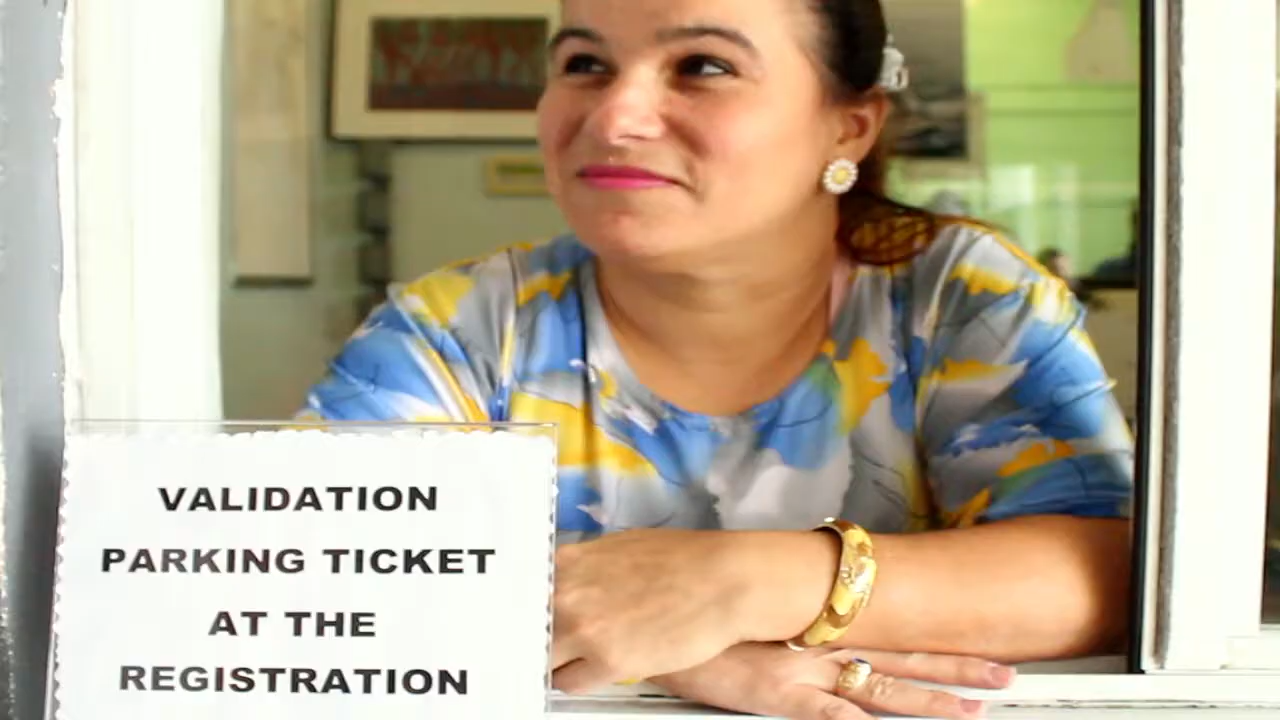 VALIDATION
PARKING TICKET
AT THE
REGISTRATION